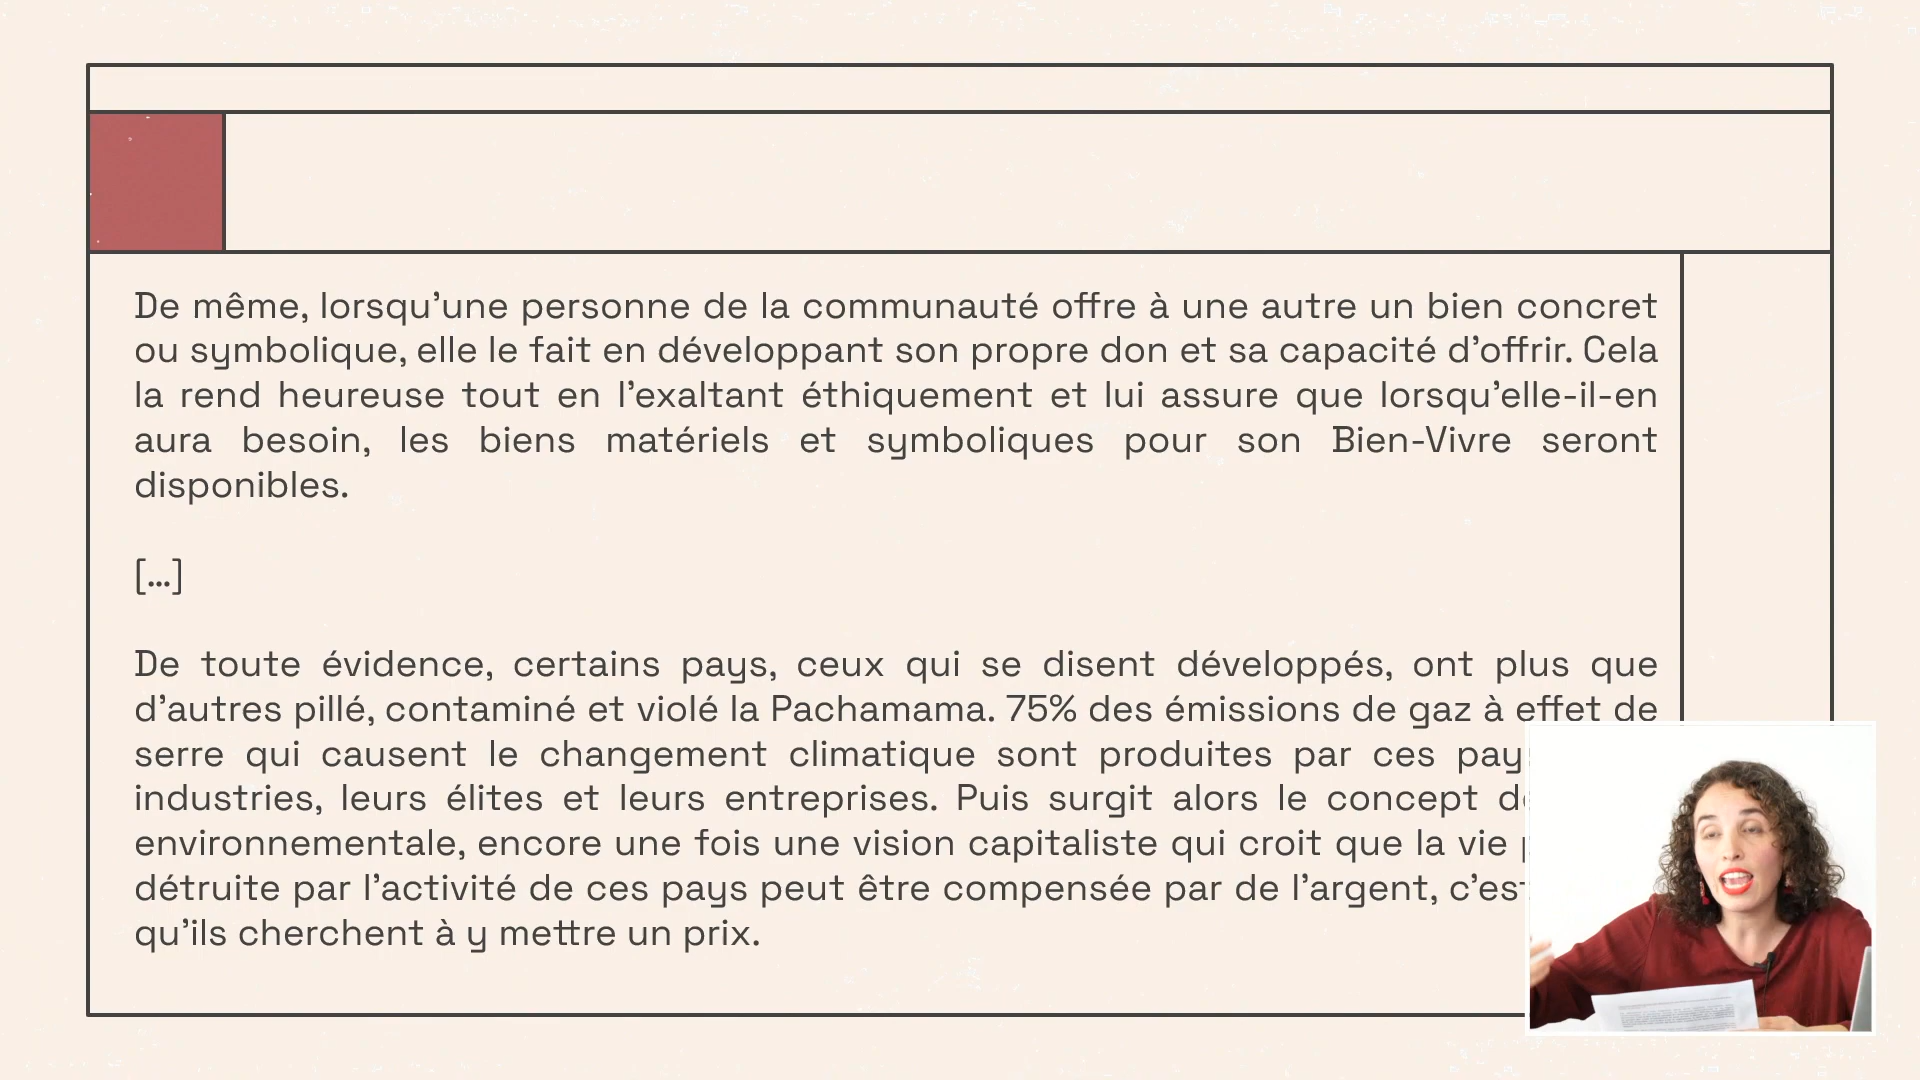 De même, lorsqu’une personne de la communauté offre à une autre un bien concret
ou symbolique, elle le fait en développant son propre don et sa capacité d’offrir. Cela
la rend heureuse tout en l’exaltant éthiquement et lui assure que lorsqu’elle-il-en
aura besoin, les biens matériels et symboliques pour son Bien-Vivre seront
disponibles.
[...]
De toute évidence, certains pays, ceux qui se disent développés, ont plus que
d’autres pillé, contaminé et violé la Pachamama. 75% des émissions de gaz à effet de
serre qui causent le changement climatique sont produites par ces
industries, leurs élites et leurs entreprises. Puis surgit alors le concept
environnementale, encore une fois une vision capitaliste qui croit que la vie
détruite par l’activité de ces pays peut être compensée par de l’argent,
qu’ils cherchent à y mettre un prix.